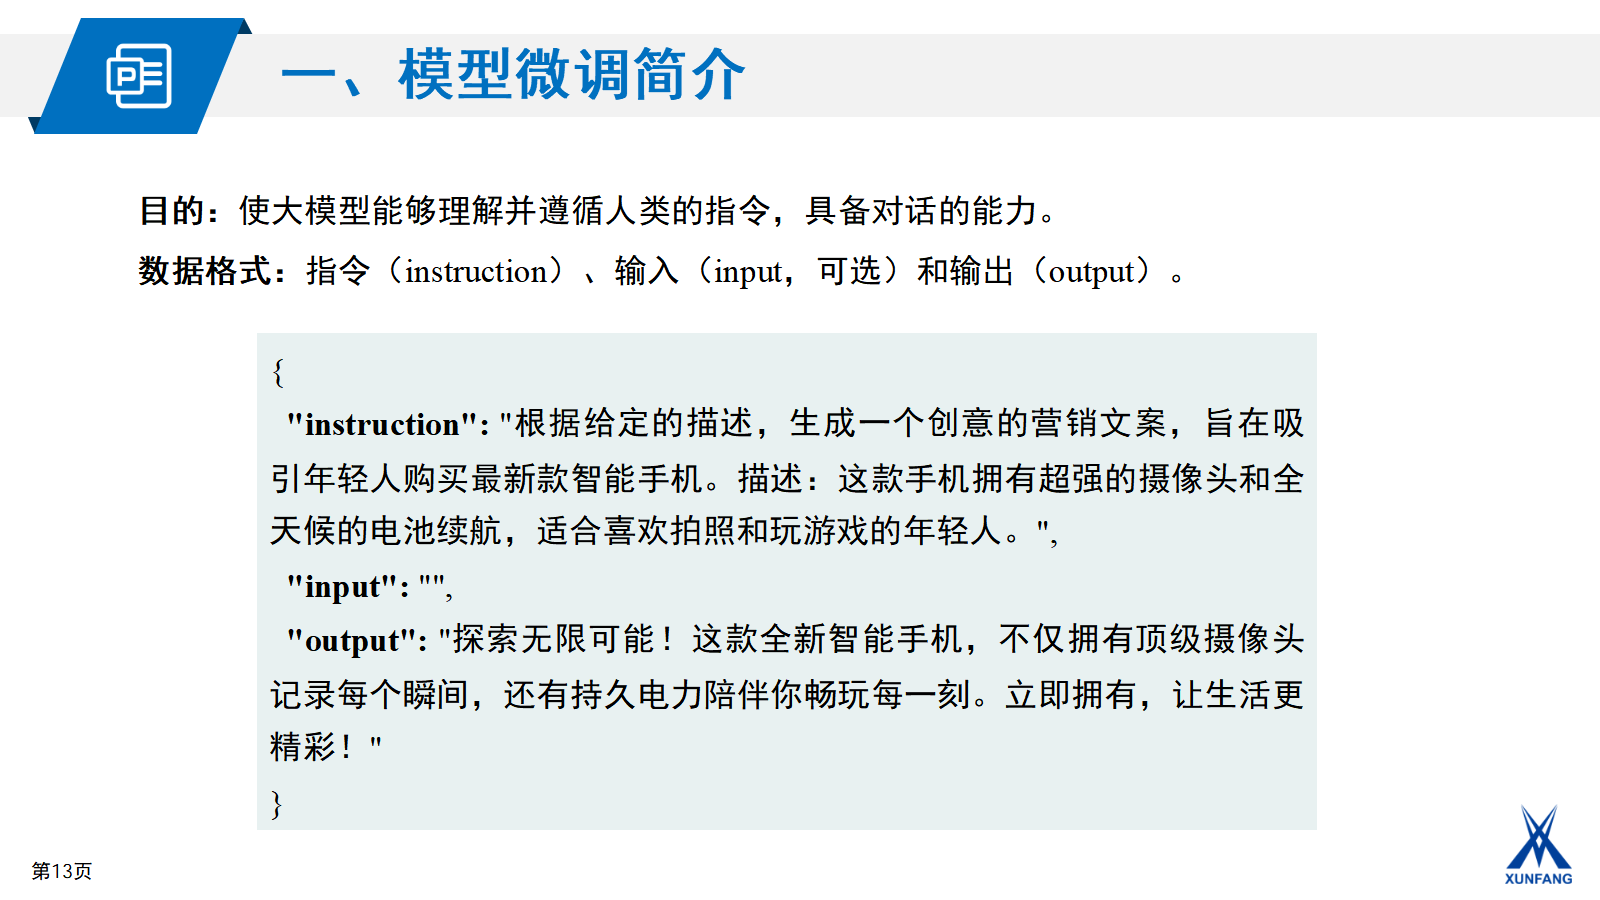 一、模型微调简介
目的：使大模型能够理解并遵循人类的指令，具备对话的能力。
数据格式：指令（instruction）、输入（input，可选）和输出（output）。
{
"instruction": "根据给定的描述，生成一个创意的营销文案，旨在吸
引年轻人购买最新款智能手机。描述：这款手机拥有超强的摄像头和全
天候的电池续航，适合喜欢拍照和玩游戏的年轻人。",
"input": "",
"output": "探索无限可能！这款全新智能手机，不仅拥有顶级摄像头
记录每个瞬间，还有持久电力陪伴你畅玩每一刻。立即拥有，让生活更
精彩！"
}
第13页
XUNFANG